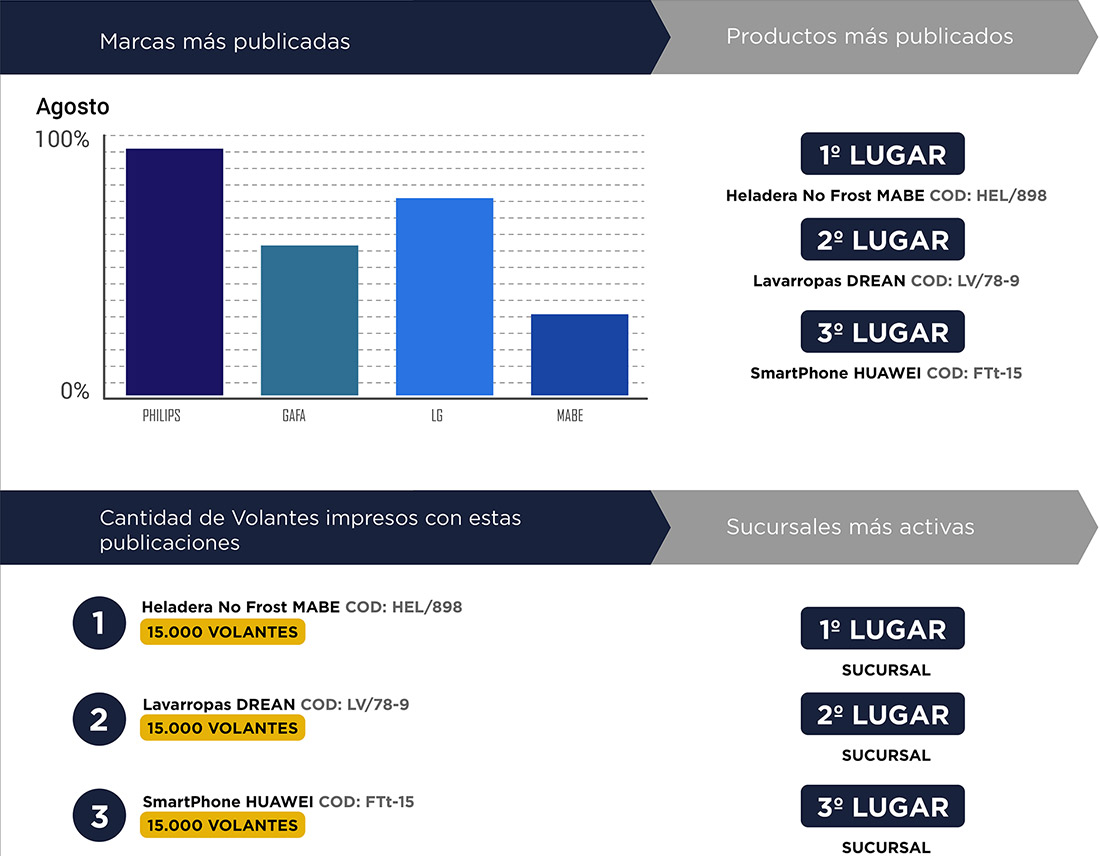 Marcas más publicadas
Productos más publicados
Agosto
100%
0%
PHILIPS
GAFA
LG
MABE
1º LUGAR
Heladera No Frost MABE COD: HEL/898
2º LUGAR
Lavarropas DREAN COD: LV/78-9
3º LUGAR
SmartPhone HUAWEI COD: FTt-15
Cantidad de Volantes impresos con estas
publicaciones
Sucursales más activas
1
Heladera No Frost MABE COD: HEL/898
15.000 VOLANTES
2
Lavarropas DREAN COD: LV/78-9
15.000 VOLANTES
3
SmartPhone HUAWEI COD: FTt-15
15.000 VOLANTES
1º LUGAR
SUCURSAL
2º LUGAR
SUCURSAL
3º LUGAR
SUCURSAL